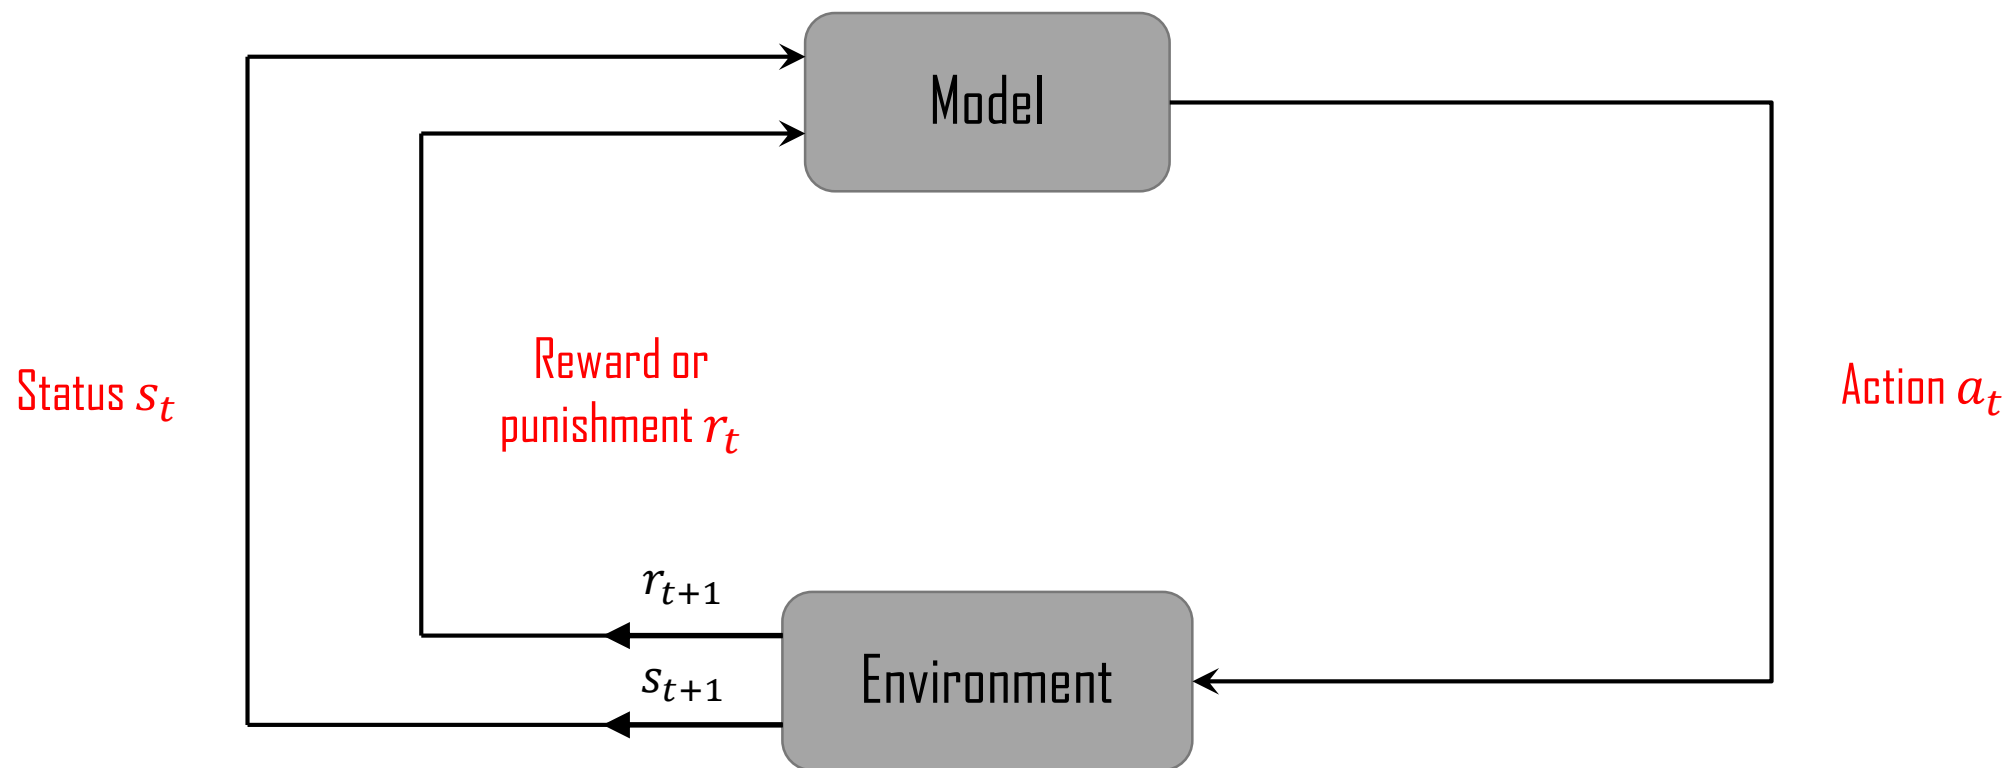 Model
Reward or
punishment $r_t$
Status $s_t$
Action $a_t$
$r_{t+1}$
$s_{t+1}$
Environment